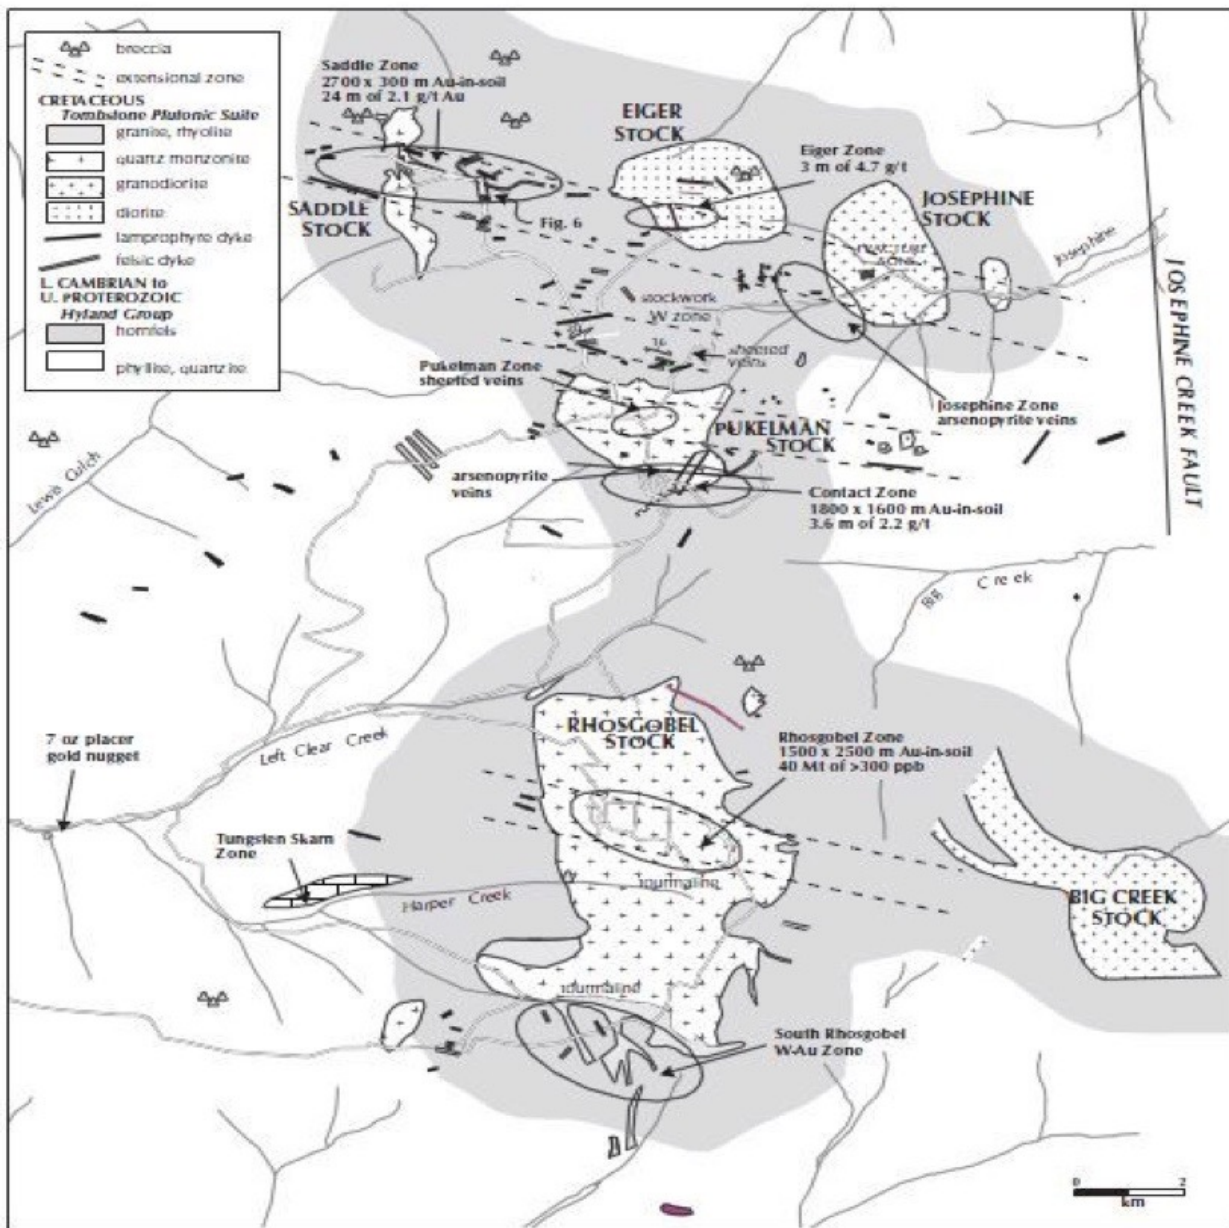 breccia
extensional zone
CRETACEOUS
Tombstone Plutonic Suite
granite, rhyolite
quartz monzonite
granodiorite
diorite
lamprophyre dyke
felsic dyke
L. CAMBRIAN to
U. PROTEROZOIC
Hyland Group
hornfels
phyllite, quartzite
Saddle Zone
2700 x 300 m Au-in-soil
24 m of 2.1 g/t Au
EIGER
STOCK
Eiger Zone
3 m of 4.7 g/t
JOSEPHINE
STOCK
SADDLE
STOCK
Fig. 6
Josephine
JOSEPHINE CREEK FAULT
stockwork
W zone
16
sheeted
veins
Pukelman Zone
sheeted veins
PUKELMAN
STOCK
Josephine Zone
arsenopyrite veins
Lewis Gulch
arsenopyrite
veins
Contact Zone
1800 x 1600 m Au-in-soil
3.6 m of 2.2 g/t
Big Creek
RHOSGOBEL
STOCK
7 oz placer
gold nugget
Left Clear Creek
Rhosgobel Zone
1500 x 2500 m Au-in-soil
40 Mt of >300 ppb
Tungsten Skarn
Zone
Harper Creek
tourmaline
BIG CREEK
STOCK
tourmaline
South Rhosgobel
W-Au Zone
0 2
km